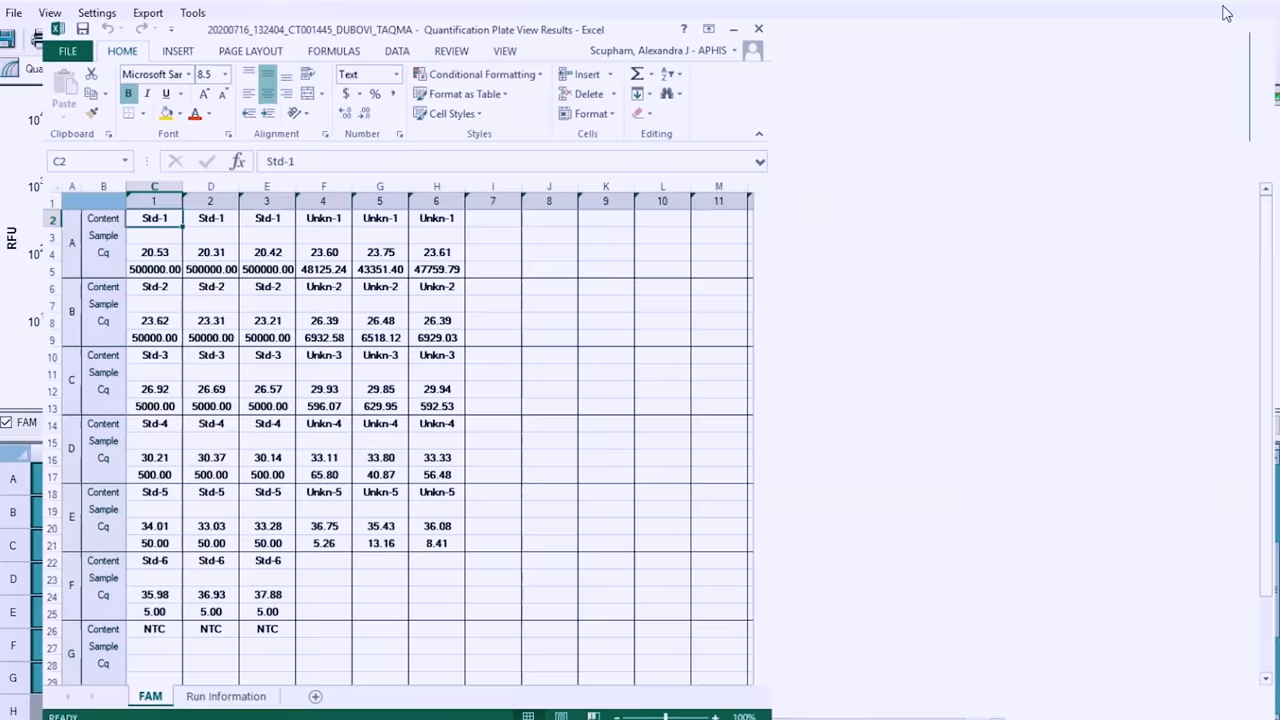 File View Settings Export Tools
20200716_132404_CT001445_DUBOVI_TAQMA - Quantification Plate View Results - Excel
FILE HOME INSERT PAGE LAYOUT FORMULAS DATA REVIEW VIEW Scupham, Alexandra J - APHIS
Qua
Paste
Microsoft Sar 8.5
B I U
Text
$ % ,
Conditional Formatting
Format as Table
Cell Styles
Insert
Delete
Format
Clipboard Font Alignment Number Styles Cells Editing
C2 fx Std-1
A B C D E F G H I J K L M
1 1 2 3 4 5 6 7 8 9 10 11
2 Content Std-1 Std-1 Std-1 Unkn-1 Unkn-1 Unkn-1
3 A Sample
4 Cq 20.53 20.31 20.42 23.60 23.75 23.61
5 500000.00 500000.00 500000.00 48125.24 43351.40 47759.79
6 Content Std-2 Std-2 Std-2 Unkn-2 Unkn-2 Unkn-2
7 B Sample
8 Cq 23.62 23.31 23.21 26.39 26.48 26.39
9 50000.00 50000.00 50000.00 6932.58 6518.12 6929.03
10 Content Std-3 Std-3 Std-3 Unkn-3 Unkn-3 Unkn-3
11 C Sample
12 Cq 26.92 26.69 26.57 29.93 29.85 29.94
13 5000.00 5000.00 5000.00 596.07 629.95 592.53
14 Content Std-4 Std-4 Std-4 Unkn-4 Unkn-4 Unkn-4
15 D Sample
16 Cq 30.21 30.37 30.14 33.11 33.80 33.33
17 500.00 500.00 500.00 65.80 40.87 56.48
18 Content Std-5 Std-5 Std-5 Unkn-5 Unkn-5 Unkn-5
19 E Sample
20 Cq 34.01 33.03 33.28 36.75 35.43 36.08
21 50.00 50.00 50.00 5.26 13.16 8.41
22 Content Std-6 Std-6 Std-6
23 F Sample
24 Cq 35.98 36.93 37.88
25 5.00 5.00 5.00
26 Content NTC NTC NTC
27 G Sample
28 Cq
29
FAM Run Information
READY 100%
RFU
FAM
A
B
C
D
E
F
G
H